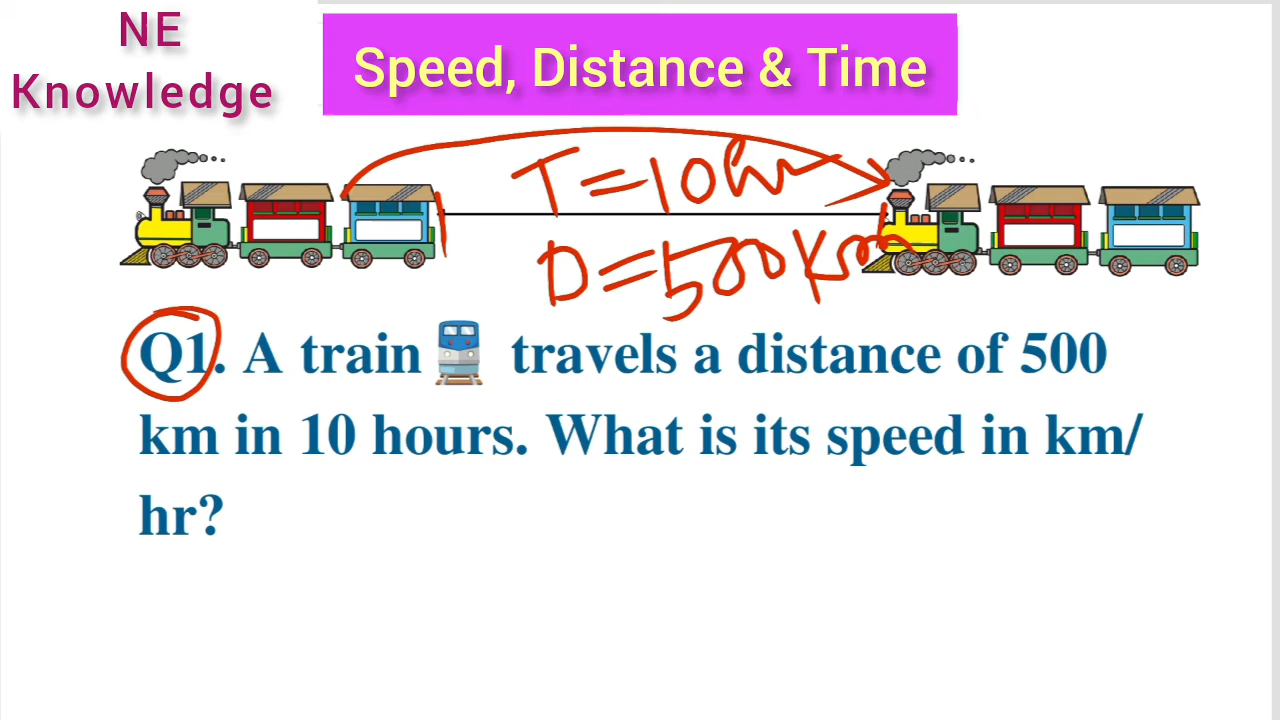 NE
Knowledge
Speed, Distance & Time
T=10hr
D=500Km
Q1. A train travels a distance of 500
km in 10 hours. What is its speed in km/
hr?